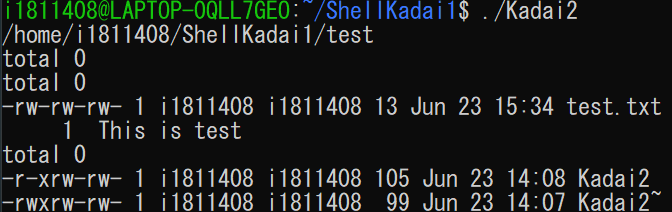 i1811408@LAPTOP-OQLL7GEO:~/ShellKadai1$ ./Kadai2
/home/i1811408/ShellKadai1/test
total 0
total 0
-rw-rw-rw- 1 i1811408 i1811408 13 Jun 23 15:34 test.txt
     1  This is test
total 0
-r-xrw-rw- 1 i1811408 i1811408 105 Jun 23 14:08 Kadai2
-rwxrw-rw- 1 i1811408 i1811408  99 Jun 23 14:07 Kadai2~